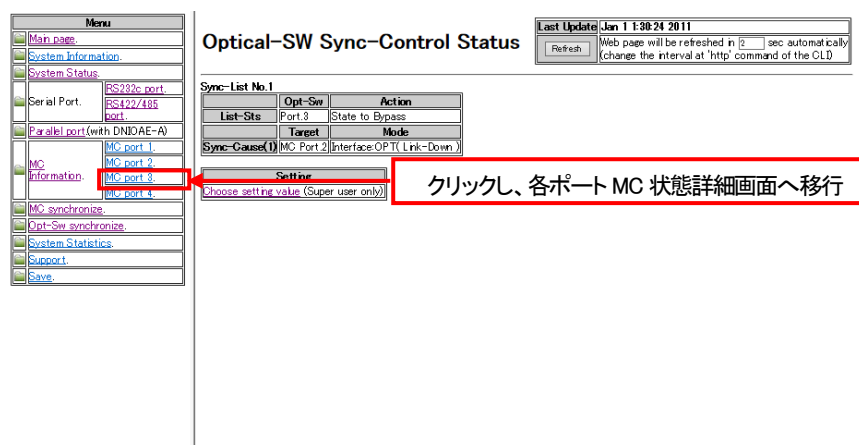 Menu
Main page.
System Information.
System Status.
Serial Port.
RS232c port.
RS422/485 port.
Parallel port.(with DNIOAE-A)
MC Information.
MC port 1.
MC port 2.
MC port 3.
MC port 4.
MC synchronize.
Opt-Sw synchronize.
System Statistics.
Support.
Save.
Optical-SW Sync-Control Status
Last Update Jan 1 1:38:24 2011
Refresh
Web page will be refreshed in 2 sec automatically
(change the interval at 'http' command of the CLI)
Sync-List No.1
Opt-Sw Action
List-Sts Port.3 State to Bypass
Target Mode
Sync-Cause(1) MC Port.2 Interface:OPT( Link-Down )
Setting
Choose setting value (Super user only)
クリックし、各ポート MC 状態詳細画面へ移行